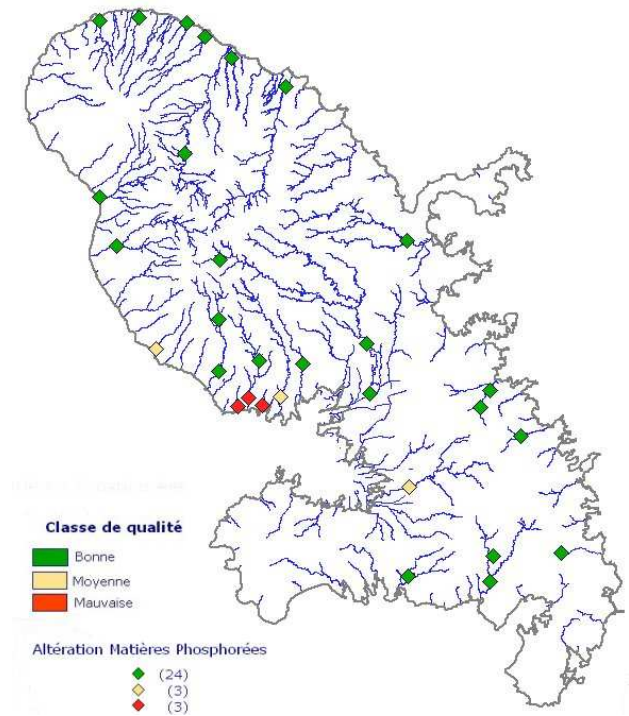 Classe de qualité
Bonne
Moyenne
Mauvaise
Altération Matières Phosphorées
(24)
(3)
(3)